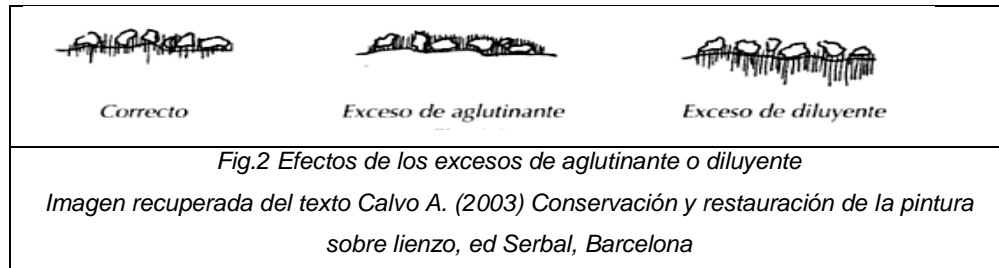 Correcto Exceso de aglutinante Exceso de diluyente
Fig.2 Efectos de los excesos de aglutinante o diluyente
Imagen recuperada del texto Calvo A. (2003) Conservación y restauración de la pintura
sobre lienzo, ed Serbal, Barcelona